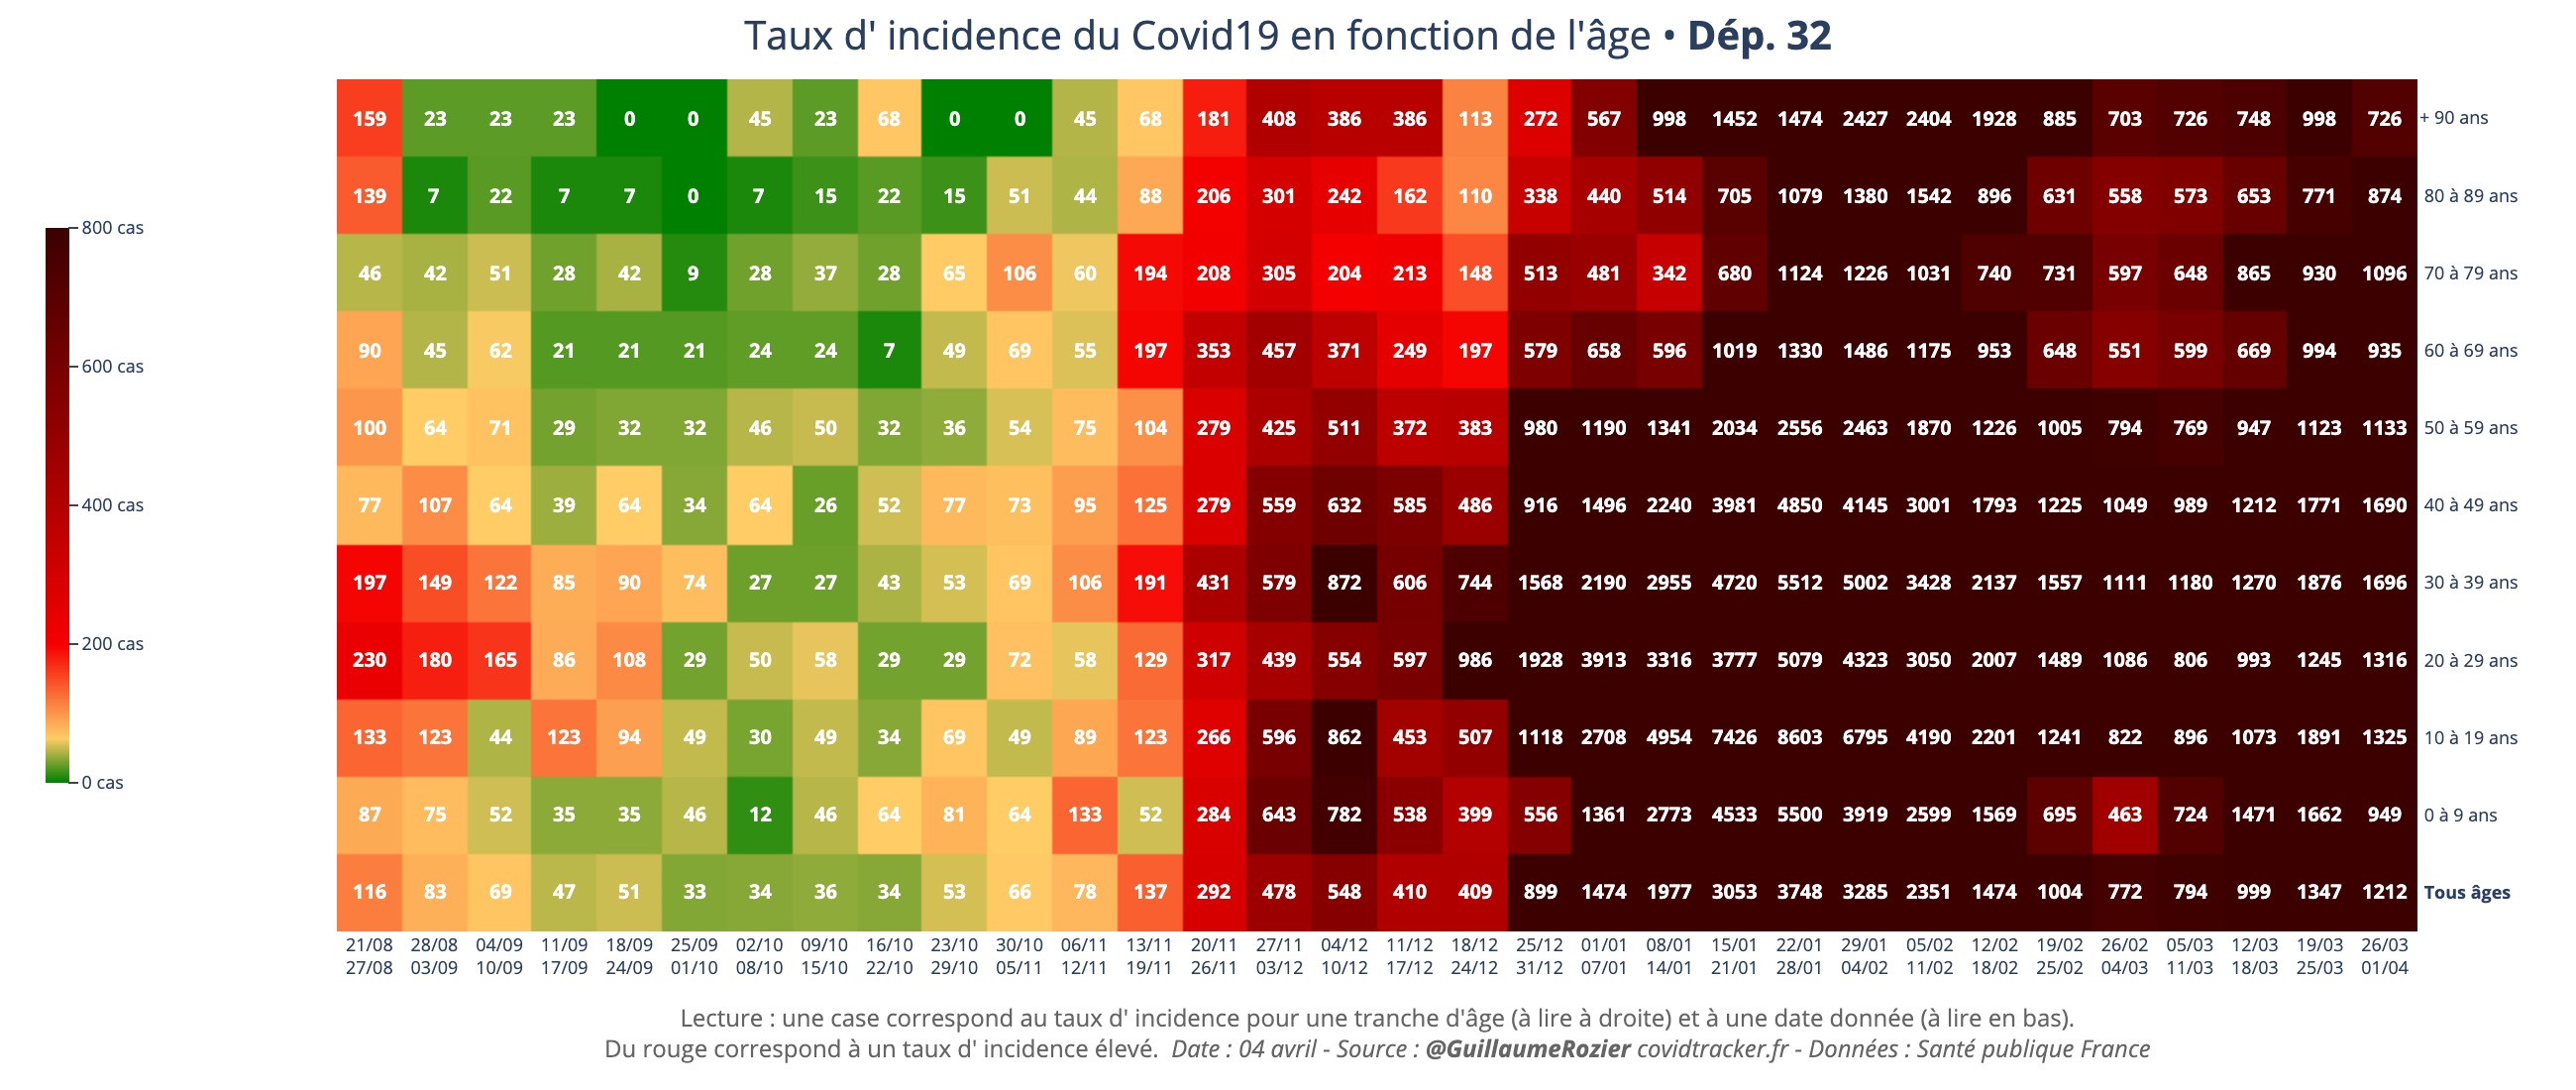 Taux d' incidence du Covid19 en fonction de l'âge • Dép. 32
159 23 23 23 0 0 45 23 68 0 0 45 68 181 408 386 386 113 272 567 998 1452 1474 2427 2404 1928 885 703 726 748 998 726 + 90 ans
139 7 22 7 7 0 7 15 22 15 51 44 88 206 301 242 162 110 338 440 514 705 1079 1380 1542 896 631 558 573 653 771 874 80 à 89 ans
800 cas
46 42 51 28 42 9 28 37 28 65 106 60 194 208 305 204 213 148 513 481 342 680 1124 1226 1031 740 731 597 648 865 930 1096 70 à 79 ans
90 45 62 21 21 21 24 24 7 49 69 55 197 353 457 371 249 197 579 658 596 1019 1330 1486 1175 953 648 551 599 669 994 935 60 à 69 ans
600 cas
100 64 71 29 32 32 46 50 32 36 54 75 104 279 425 511 372 383 980 1190 1341 2034 2556 2463 1870 1226 1005 794 769 947 1123 1133 50 à 59 ans
400 cas
77 107 64 39 64 34 64 26 52 77 73 95 125 279 559 632 585 486 916 1496 2240 3981 4850 4145 3001 1793 1225 1049 989 1212 1771 1690 40 à 49 ans
197 149 122 85 90 74 27 27 43 53 69 106 191 431 579 872 606 744 1568 2190 2955 4720 5512 5002 3428 2137 1557 1111 1180 1270 1876 1696 30 à 39 ans
200 cas
230 180 165 86 108 29 50 58 29 29 72 58 129 317 439 554 597 986 1928 3913 3316 3777 5079 4323 3050 2007 1489 1086 806 993 1245 1316 20 à 29 ans
133 123 44 123 94 49 30 49 34 69 49 89 123 266 596 862 453 507 1118 2708 4954 7426 8603 6795 4190 2201 1241 822 896 1073 1891 1325 10 à 19 ans
0 cas
87 75 52 35 35 46 12 46 64 81 64 133 52 284 643 782 538 399 556 1361 2773 4533 5500 3919 2599 1569 695 463 724 1471 1662 949 0 à 9 ans
116 83 69 47 51 33 34 36 34 53 66 78 137 292 478 548 410 409 899 1474 1977 3053 3748 3285 2351 1474 1004 772 794 999 1347 1212 Tous âges
21/08 28/08 04/09 11/09 18/09 25/09 02/10 09/10 16/10 23/10 30/10 06/11 13/11 20/11 27/11 04/12 11/12 18/12 25/12 01/01 08/01 15/01 22/01 29/01 05/02 12/02 19/02 26/02 05/03 12/03 19/03 26/03
27/08 03/09 10/09 17/09 24/09 01/10 08/10 15/10 22/10 29/10 05/11 12/11 19/11 26/11 03/12 10/12 17/12 24/12 31/12 07/01 14/01 21/01 28/01 04/02 11/02 18/02 25/02 04/03 11/03 18/03 25/03 01/04
Lecture : une case correspond au taux d' incidence pour une tranche d'âge (à lire à droite) et à une date donnée (à lire en bas).
Du rouge correspond à un taux d' incidence élevé. Date : 04 avril - Source : @GuillaumeRozier covidtracker.fr - Données : Santé publique France